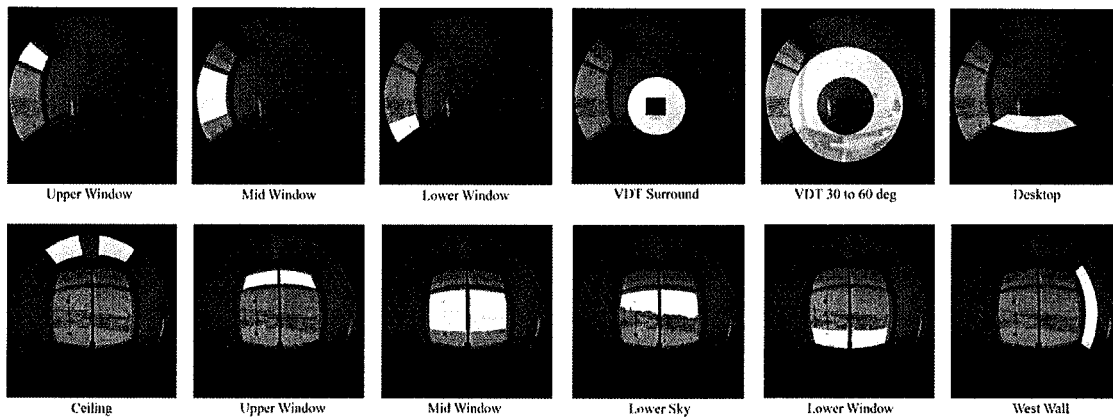 Upper Window Mid Window Lower Window VDT Surround VDT 30 to 60 deg Desktop
Ceiling Upper Window Mid Window Lower Sky Lower Window West Wall